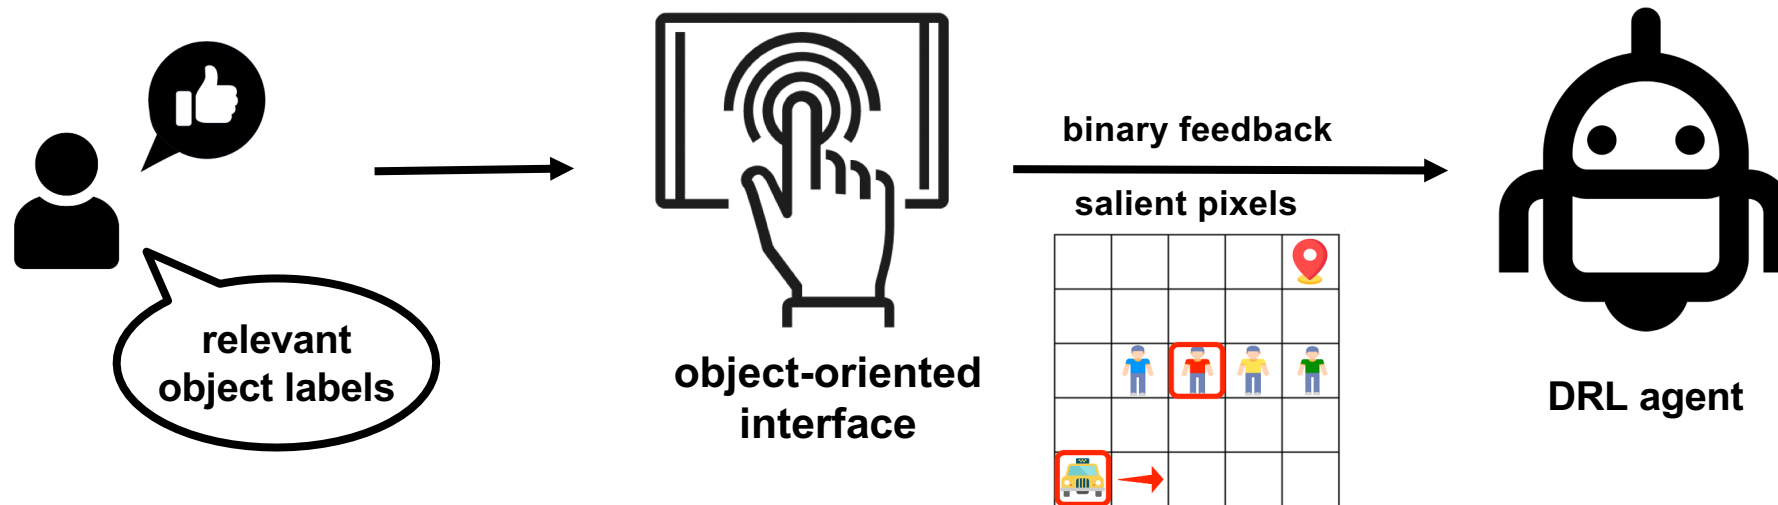 relevant
object labels
object-oriented
interface
binary feedback
salient pixels
DRL agent